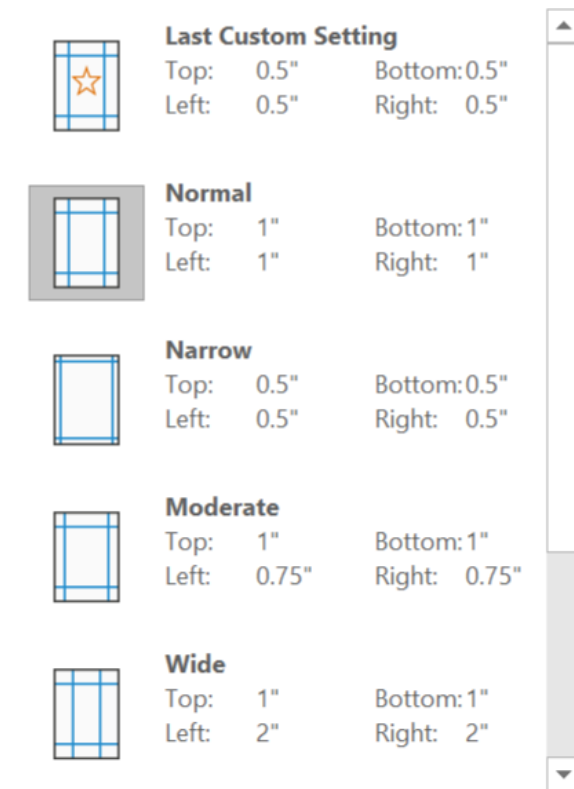 Last Custom Setting
Top: 0.5" Bottom: 0.5"
Left: 0.5" Right: 0.5"
Normal
Top: 1" Bottom: 1"
Left: 1" Right: 1"
Narrow
Top: 0.5" Bottom: 0.5"
Left: 0.5" Right: 0.5"
Moderate
Top: 1" Bottom: 1"
Left: 0.75" Right: 0.75"
Wide
Top: 1" Bottom: 1"
Left: 2" Right: 2"